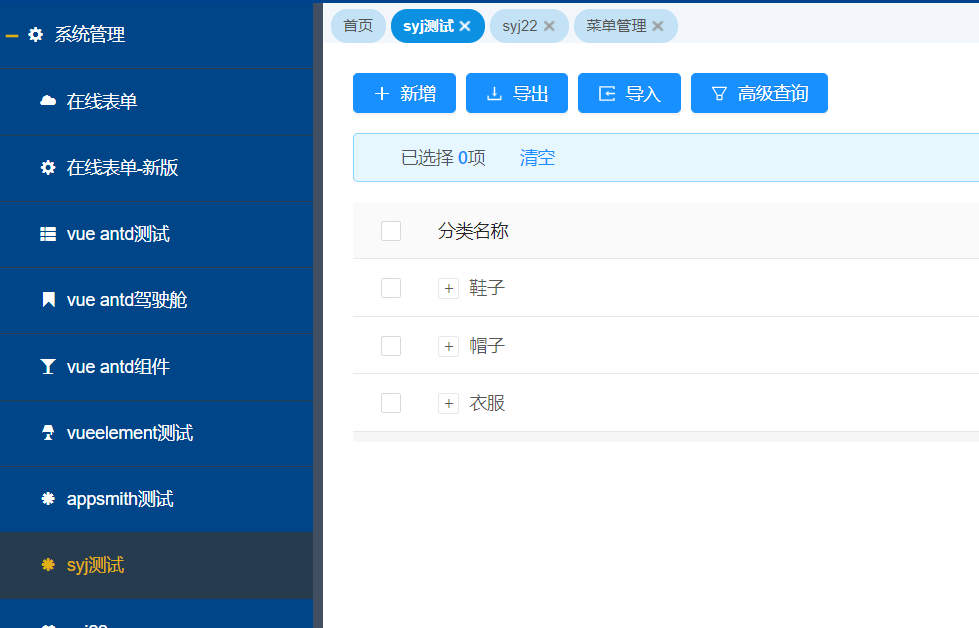 系统管理
在线表单
在线表单-新版
vue antd测试
vue antd驾驶舱
vue antd组件
vueelement测试
appsmith测试
syj测试
首页
syj测试
syj22
菜单管理
新增
导出
导入
高级查询
已选择 0项 清空
分类名称
鞋子
帽子
衣服